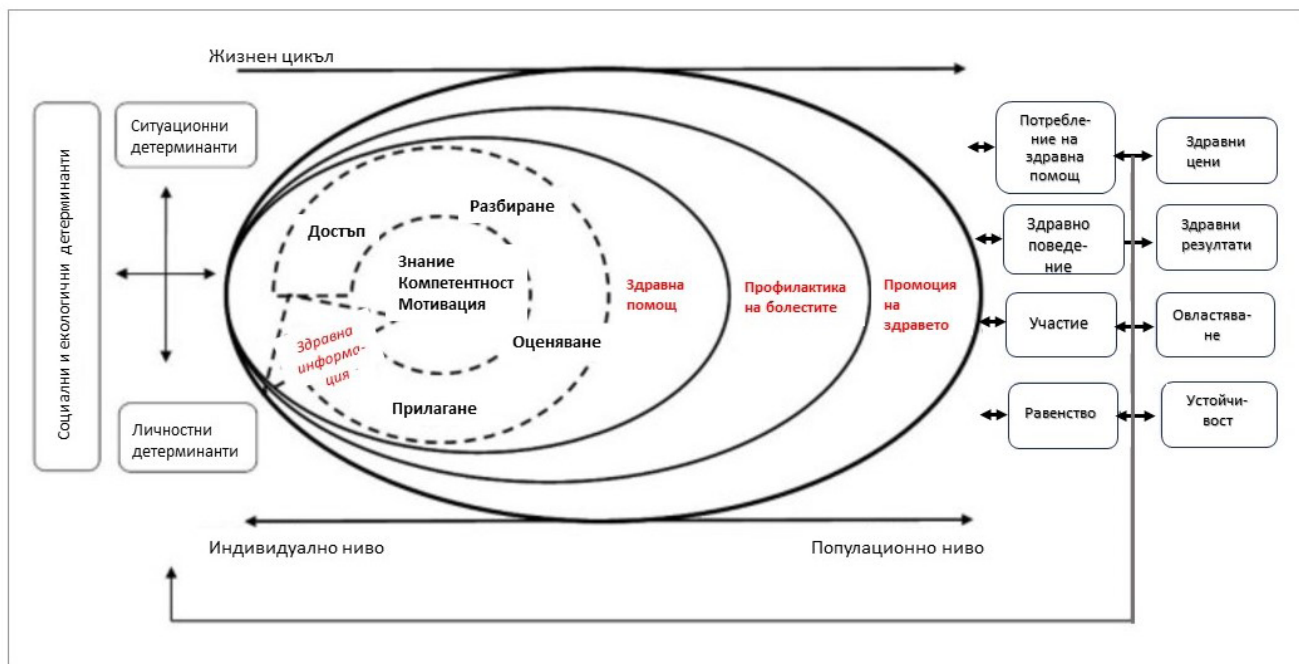 Жизнен цикъл
Социални и екологични детерминанти
Ситуационни
детерминанти
Личностни
детерминанти
Достъп
Разбиране
Знание
Компетентност
Мотивация
Здравна
информа-
ция
Оценяване
Прилагане
Здравна
помощ
Профилактика
на болестите
Промоция
на
здравето
Потребле-
ние на
здравна
помощ
Здравни
цени
Здравно
поведе-
ние
Здравни
резултати
Участие
Овластява-
не
Равенство
Устойчи-
вост
Индивидуално ниво
Популационно ниво